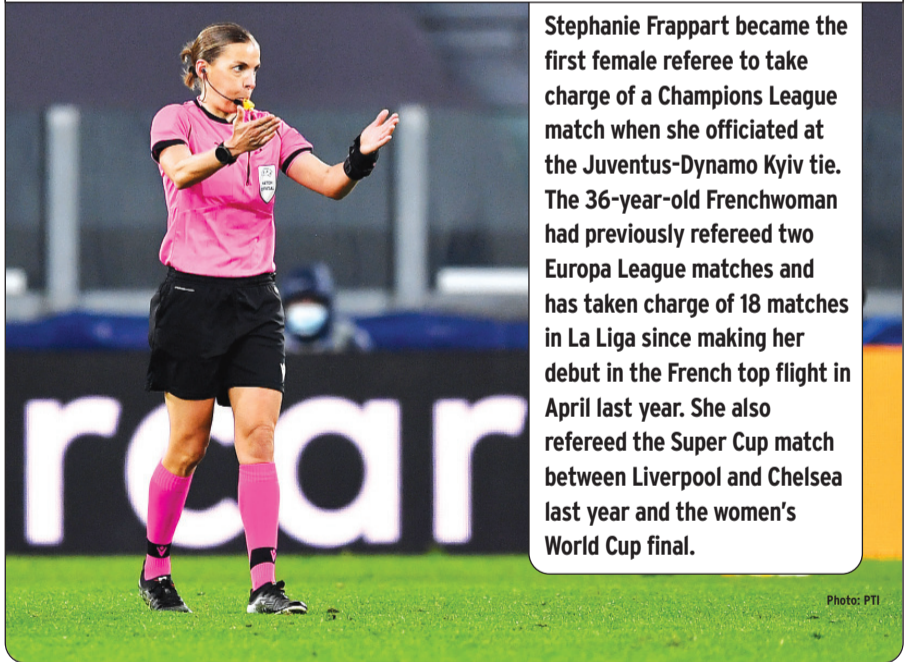 Stephanie Frappart became the
first female referee to take
charge of a Champions League
match when she officiated at
the Juventus-Dynamo Kyiv tie.
The 36-year-old Frenchwoman
had previously refereed two
Europa League matches and
has taken charge of 18 matches
in La Liga since making her
debut in the French top flight in
April last year. She also
refereed the Super Cup match
between Liverpool and Chelsea
last year and the women's
World Cup final.
rcar
Photo: PTI